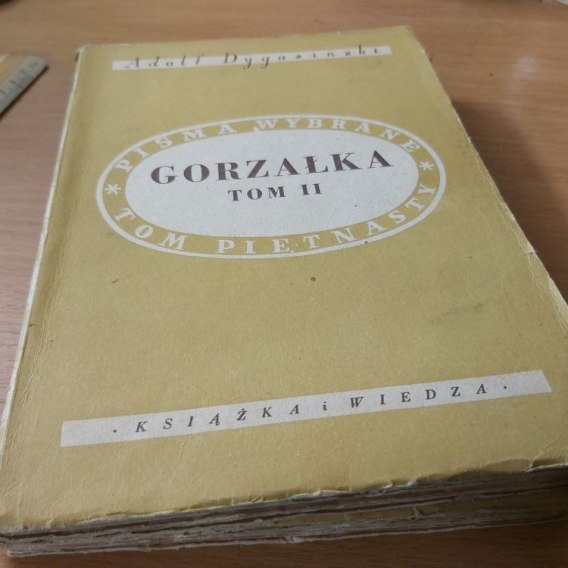 Adolf Dygasiński
PISMA WYBRANE
GORZAŁKA
TOM II
* TOM PIĘTNASTY *
· KSIĄŻKA i WIEDZA ·